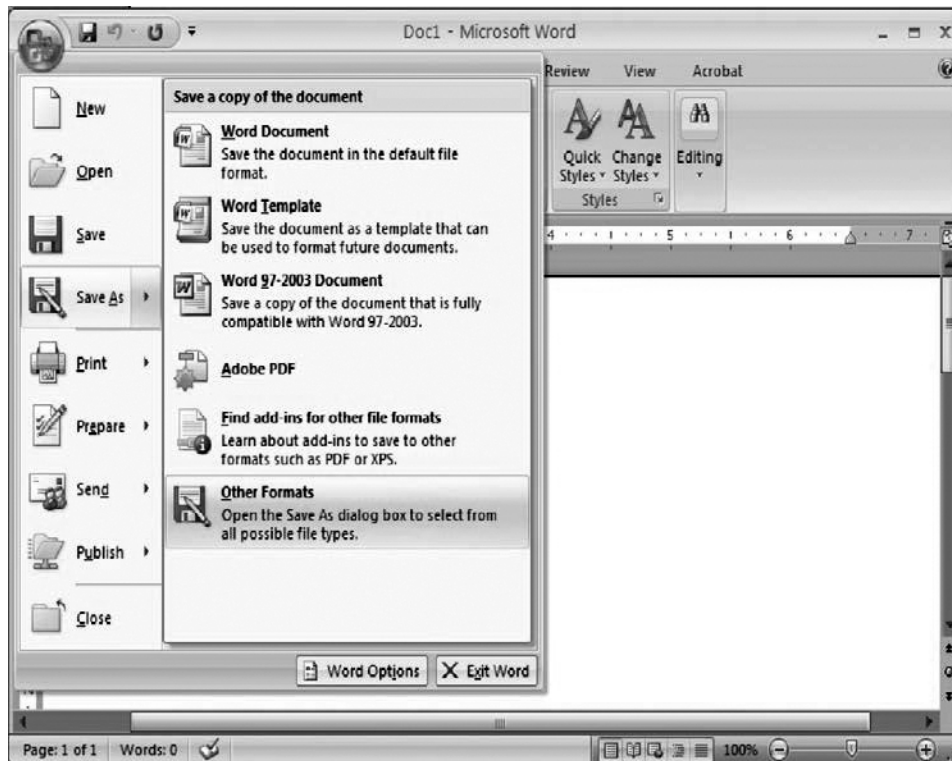 Doc1 - Microsoft Word
Review View Acrobat
New
Open
Save
Save As
Print
Prepare
Send
Publish
Close
Save a copy of the document
Word Document
Save the document in the default file
format.
Word Template
Save the document as a template that can
be used to format future documents.
Word 97-2003 Document
Save a copy of the document that is fully
compatible with Word 97-2003.
Adobe PDF
Find add-ins for other file formats
Learn about add-ins to save to other
formats such as PDF or XPS.
Other Formats
Open the Save As dialog box to select from
all possible file types.
Word Options
Exit Word
Quick
Styles
Change
Styles
Editing
Styles
4 5 6 7
Page: 1 of 1 Words: 0 100%